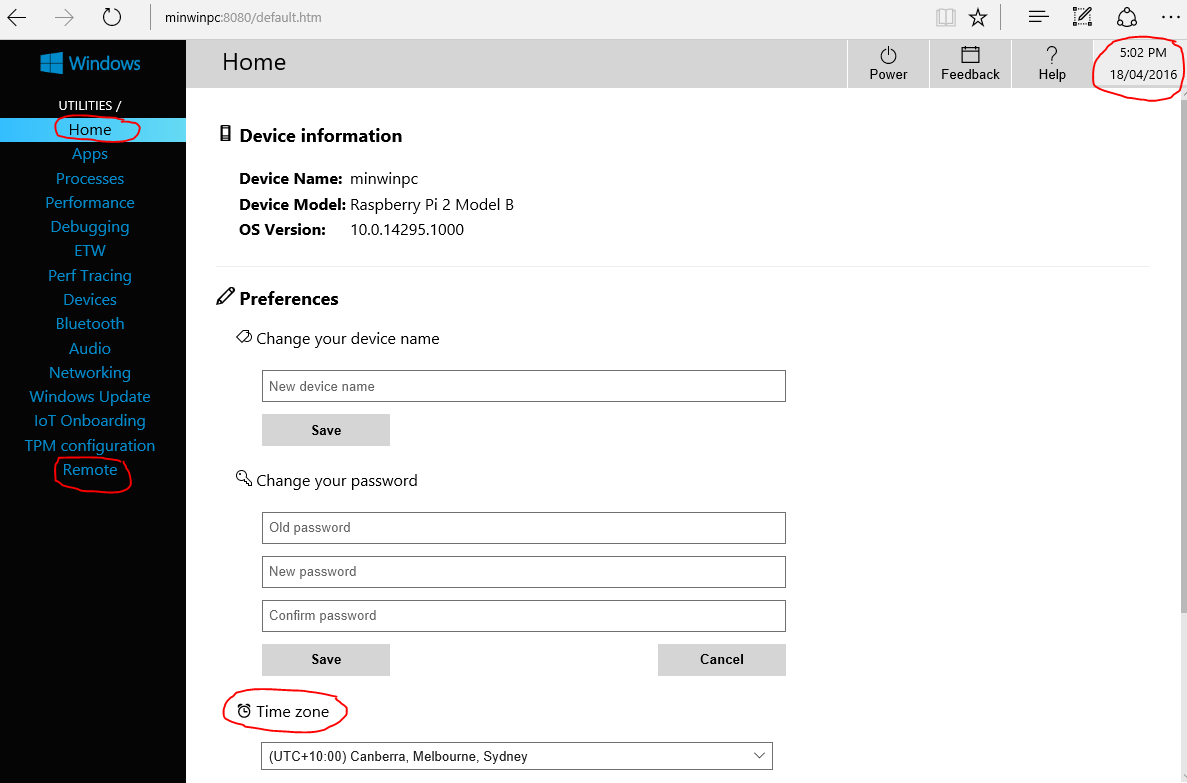 minwinpc:8080/default.htm
Windows
Home
Power
Feedback
Help
5:02 PM
18/04/2016
UTILITIES /
Home
Apps
Processes
Performance
Debugging
ETW
Perf Tracing
Devices
Bluetooth
Audio
Networking
Windows Update
IoT Onboarding
TPM configuration
Remote
Device information
Device Name: minwinpc
Device Model: Raspberry Pi 2 Model B
OS Version: 10.0.14295.1000
Preferences
Change your device name
New device name
Save
Change your password
Old password
New password
Confirm password
Save Cancel
Time zone
(UTC+10:00) Canberra, Melbourne, Sydney